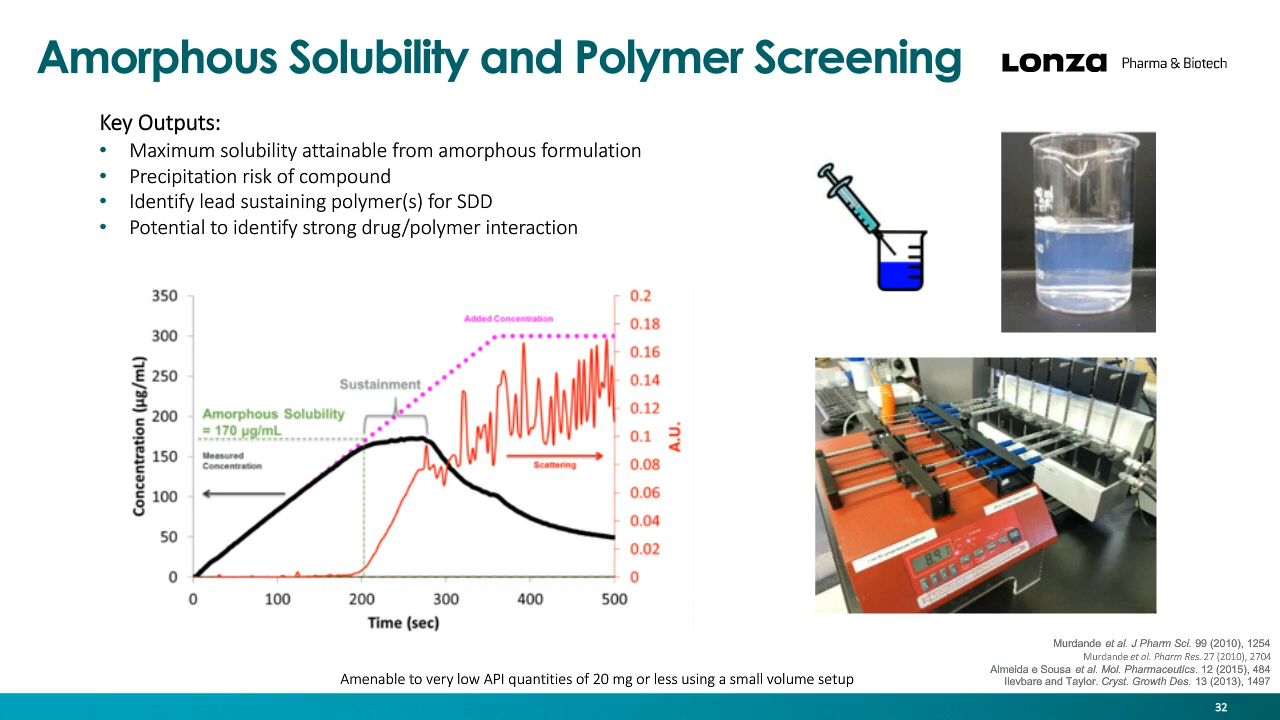 Amorphous Solubility and Polymer Screening
Lonza Pharma & Biotech
Key Outputs:
• Maximum solubility attainable from amorphous formulation
• Precipitation risk of compound
• Identify lead sustaining polymer(s) for SDD
• Potential to identify strong drug/polymer interaction
350
300
250
200
150
100
50
0
Concentration (µg/mL)
0.2
0.18
0.16
0.14
0.12
0.1
0.08
0.06
0.04
0.02
0
A.U.
Added Concentration
Sustainment
Amorphous Solubility
= 170 µg/mL
Measured
Concentration
Scattering
0 100 200 300 400 500
Time (sec)
Murdande et al. J Pharm Sci. 99 (2010), 1254
Murdande et al. Pharm Res. 27 (2010), 2704
Almeida e Sousa et al. Mol. Pharmaceutics. 12 (2015), 484
Ilevbare and Taylor. Cryst. Growth Des. 13 (2013), 1497
Amenable to very low API quantities of 20 mg or less using a small volume setup
32